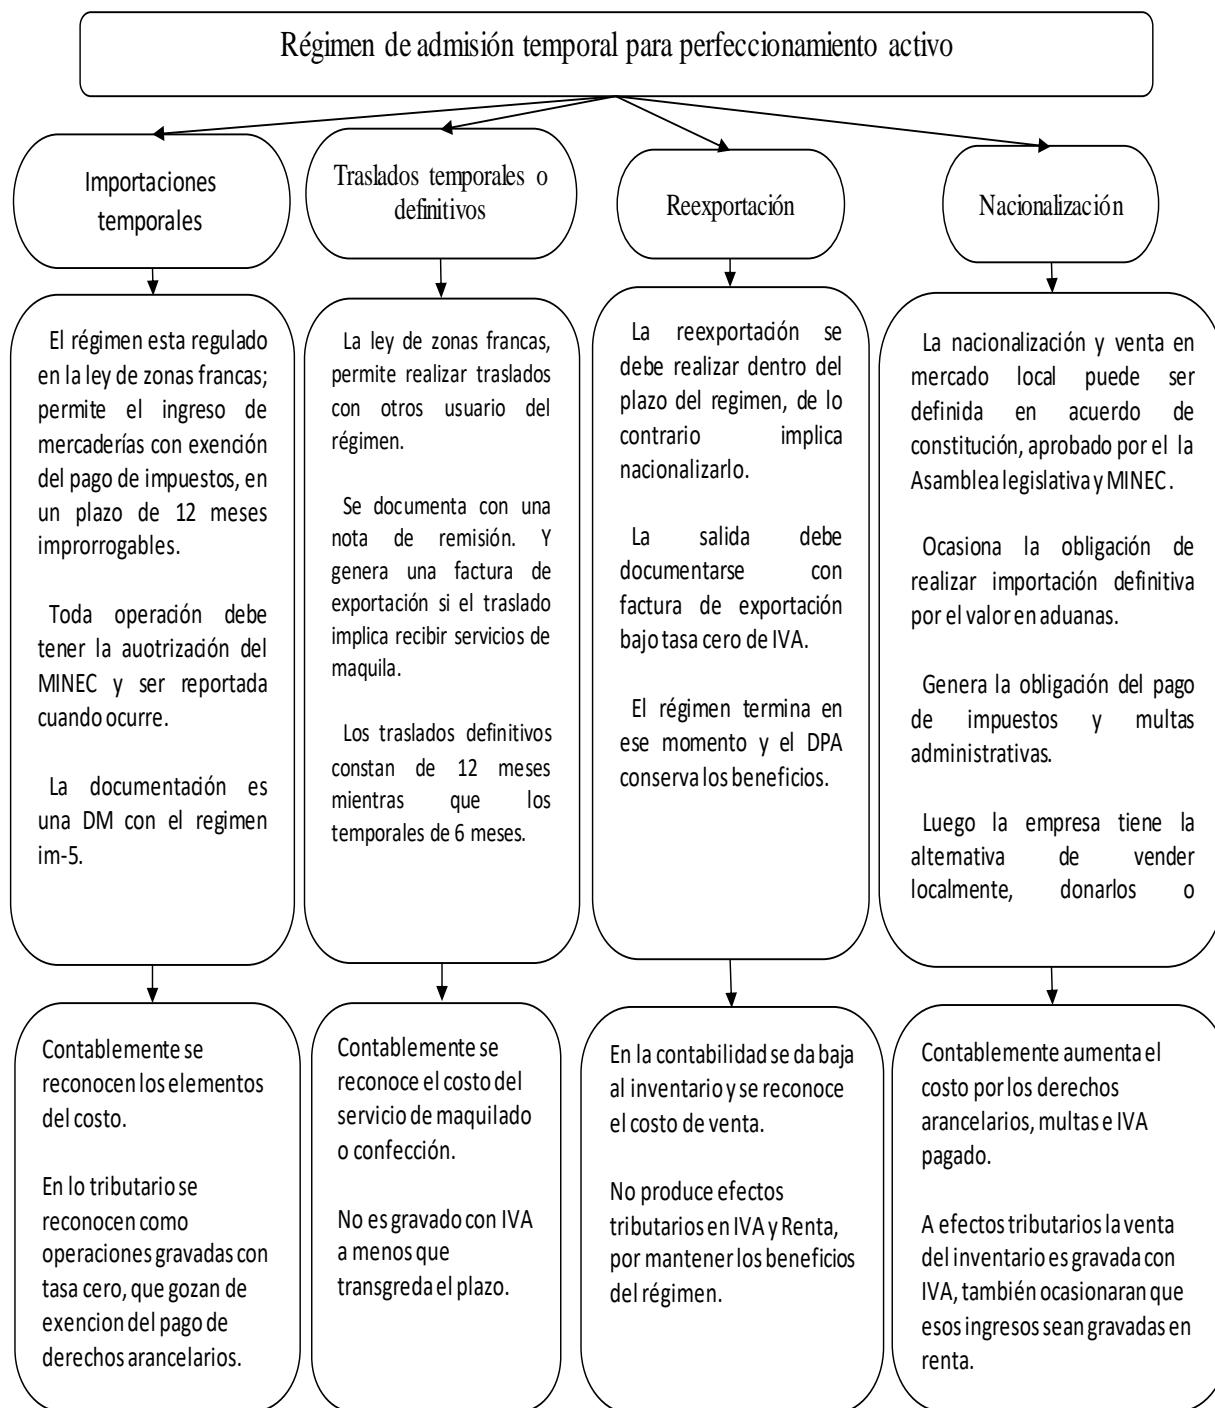 Régimen de admisión temporal para perfeccionamiento activo
Importaciones
temporales
Traslados temporales o
definitivos
Reexportación
Nacionalización
El régimen esta regulado
en la ley de zonas francas;
permite el ingreso de
mercaderías con exención
del pago de impuestos, en
un plazo de 12 meses
improrrogables.
Toda operación debe
tener la auotrización del
MINEC y ser reportada
cuando ocurre.
La documentación es
una DM con el regimen
im-5.
La ley de zonas francas,
permite realizar traslados
con otros usuario del
régimen.
Se documenta con una
nota de remisión. Y
genera una factura de
exportación si el traslado
implica recibir servicios de
maquila.
Los traslados definitivos
constan de 12 meses
mientras que los
temporales de 6 meses.
La reexportación se
debe realizar dentro del
plazo del regimen, de lo
contrario implica
nacionalizarlo.
La salida debe
documentarse con
factura de exportación
bajo tasa cero de IVA.
El régimen termina en
ese momento y el DPA
conserva los beneficios.
La nacionalización y venta en
mercado local puede ser
definida en acuerdo de
constitución, aprobado por el la
Asamblea legislativa y MINEC.
Ocasiona la obligación de
realizar importación definitiva
por el valor en aduanas.
Genera la obligación del pago
de impuestos y multas
administrativas.
Luego la empresa tiene la
alternativa de vender
localmente, donarlos o
Contablemente se
reconocen los elementos
del costo.
En lo tributario se
reconocen como
operaciones gravadas con
tasa cero, que gozan de
exencion del pago de
derechos arancelarios.
Contablemente se
reconoce el costo del
servicio de maquilado
o confección.
No es gravado con IVA
a menos que
transgreda el plazo.
En la contabilidad se da baja
al inventario y se reconoce
el costo de venta.
No produce efectos
tributarios en IVA y Renta,
por mantener los beneficios
del régimen.
Contablemente aumenta el
costo por los derechos
arancelarios, multas e IVA
pagado.
A efectos tributarios la venta
del inventario es gravada con
IVA, también ocasionaran que
esos ingresos sean gravadas en
renta.